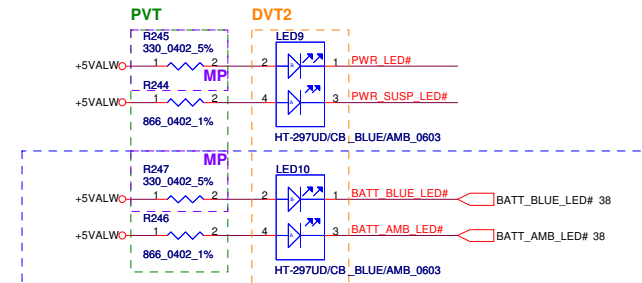 PVT DVT2
R245 LED9
330_0402_5%
+5VALW 1 2 2 B 1 PWR_LED#
MP
R244
+5VALW 1 2 4 A 3 PWR_SUSP_LED#
866_0402_1% HT-297UD/CB_BLUE/AMB_0603
MP
R247 LED10
330_0402_5%
+5VALW 1 2 2 B 1 BATT_BLUE_LED# BATT_BLUE_LED# 38
R246
+5VALW 1 2 4 A 3 BATT_AMB_LED# BATT_AMB_LED# 38
866_0402_1%
HT-297UD/CB_BLUE/AMB_0603